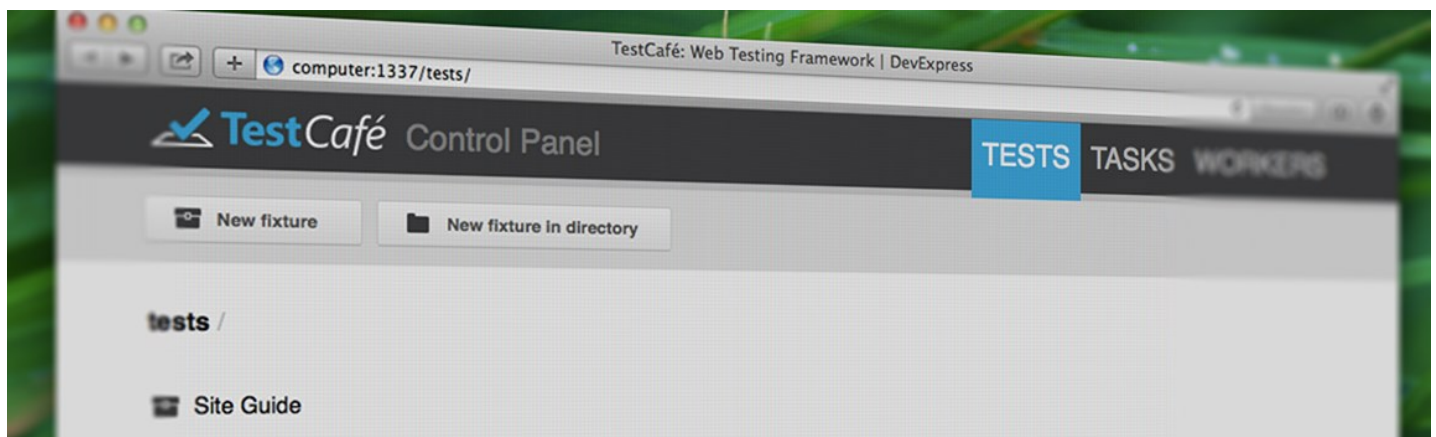 TestCafé: Web Testing Framework | DevExpress
computer:1337/tests/
TestCafé Control Panel
TESTS TASKS WORKERS
New fixture New fixture in directory
tests /
Site Guide